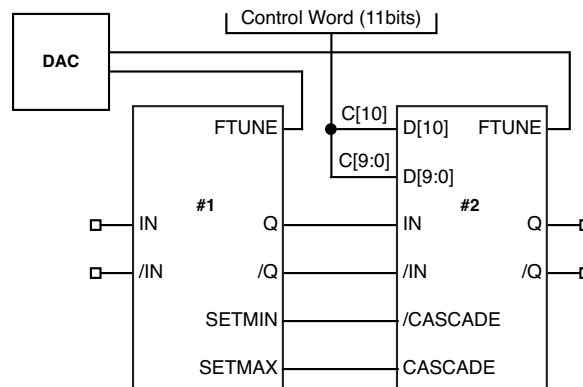 Control Word (11bits)
DAC
C[10]
FTUNE
D[10]
FTUNE
C[9:0]
D[9:0]
#1
#2
IN
Q
IN
Q
/IN
/Q
/IN
/Q
SETMIN
/CASCADE
SETMAX
CASCADE